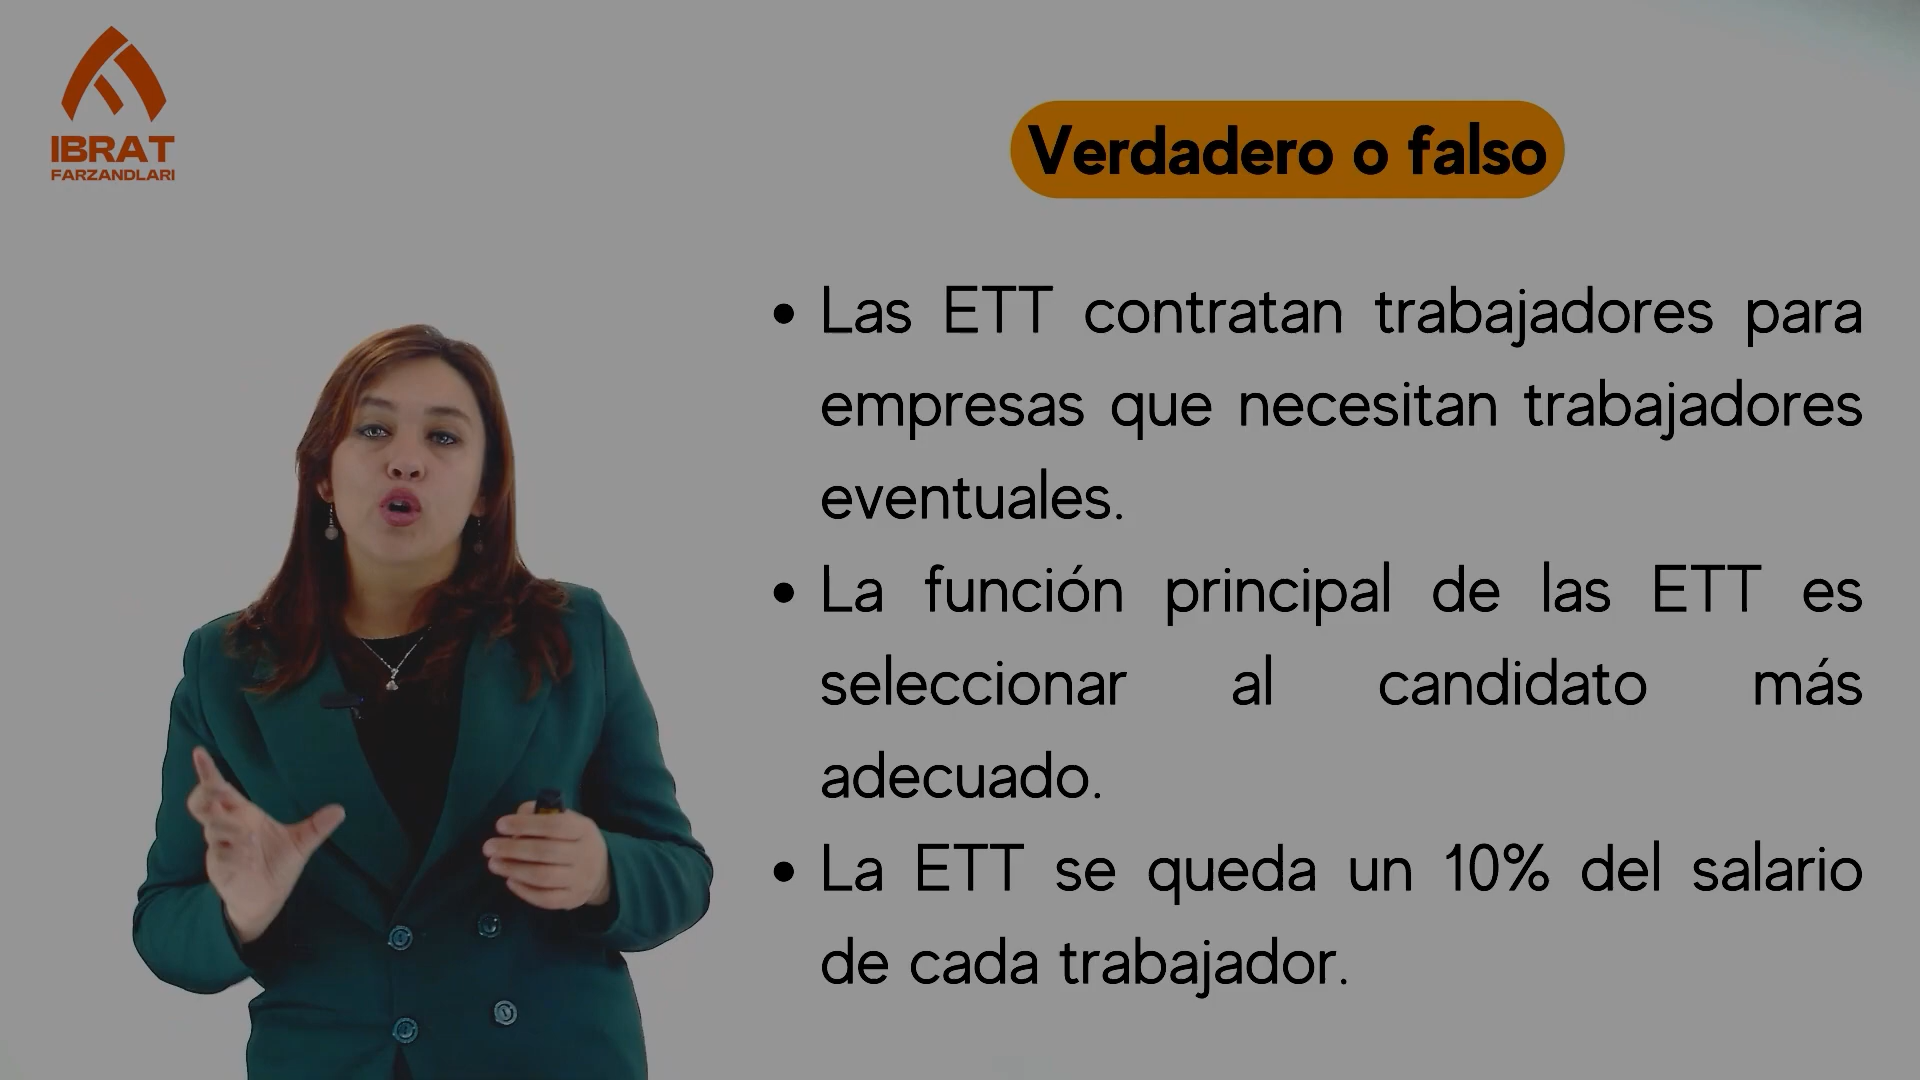 IBRAT
FARZANDLARI
Verdadero o falso
• Las ETT contratan trabajadores para
empresas que necesitan trabajadores
eventuales.
• La función principal de las ETT es
seleccionar al candidato más
adecuado.
• La ETT se queda un 10% del salario
de cada trabajador.